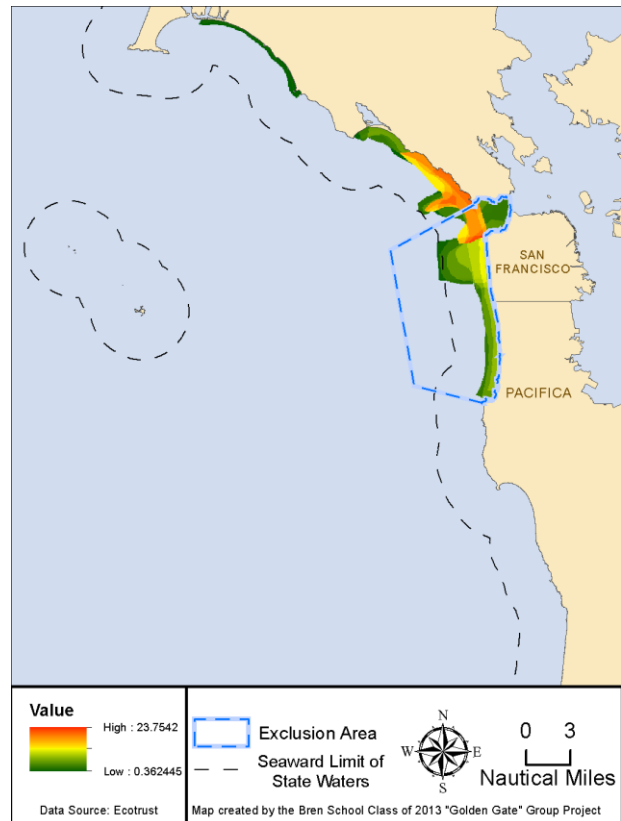 SAN
FRANCISCO
PACIFICA
Value
High : 23.7542
Low : 0.362445
Data Source: Ecotrust
Exclusion Area
Seaward Limit of
State Waters
N
W E
S
0 3
Nautical Miles
Map created by the Bren School Class of 2013 "Golden Gate" Group Project